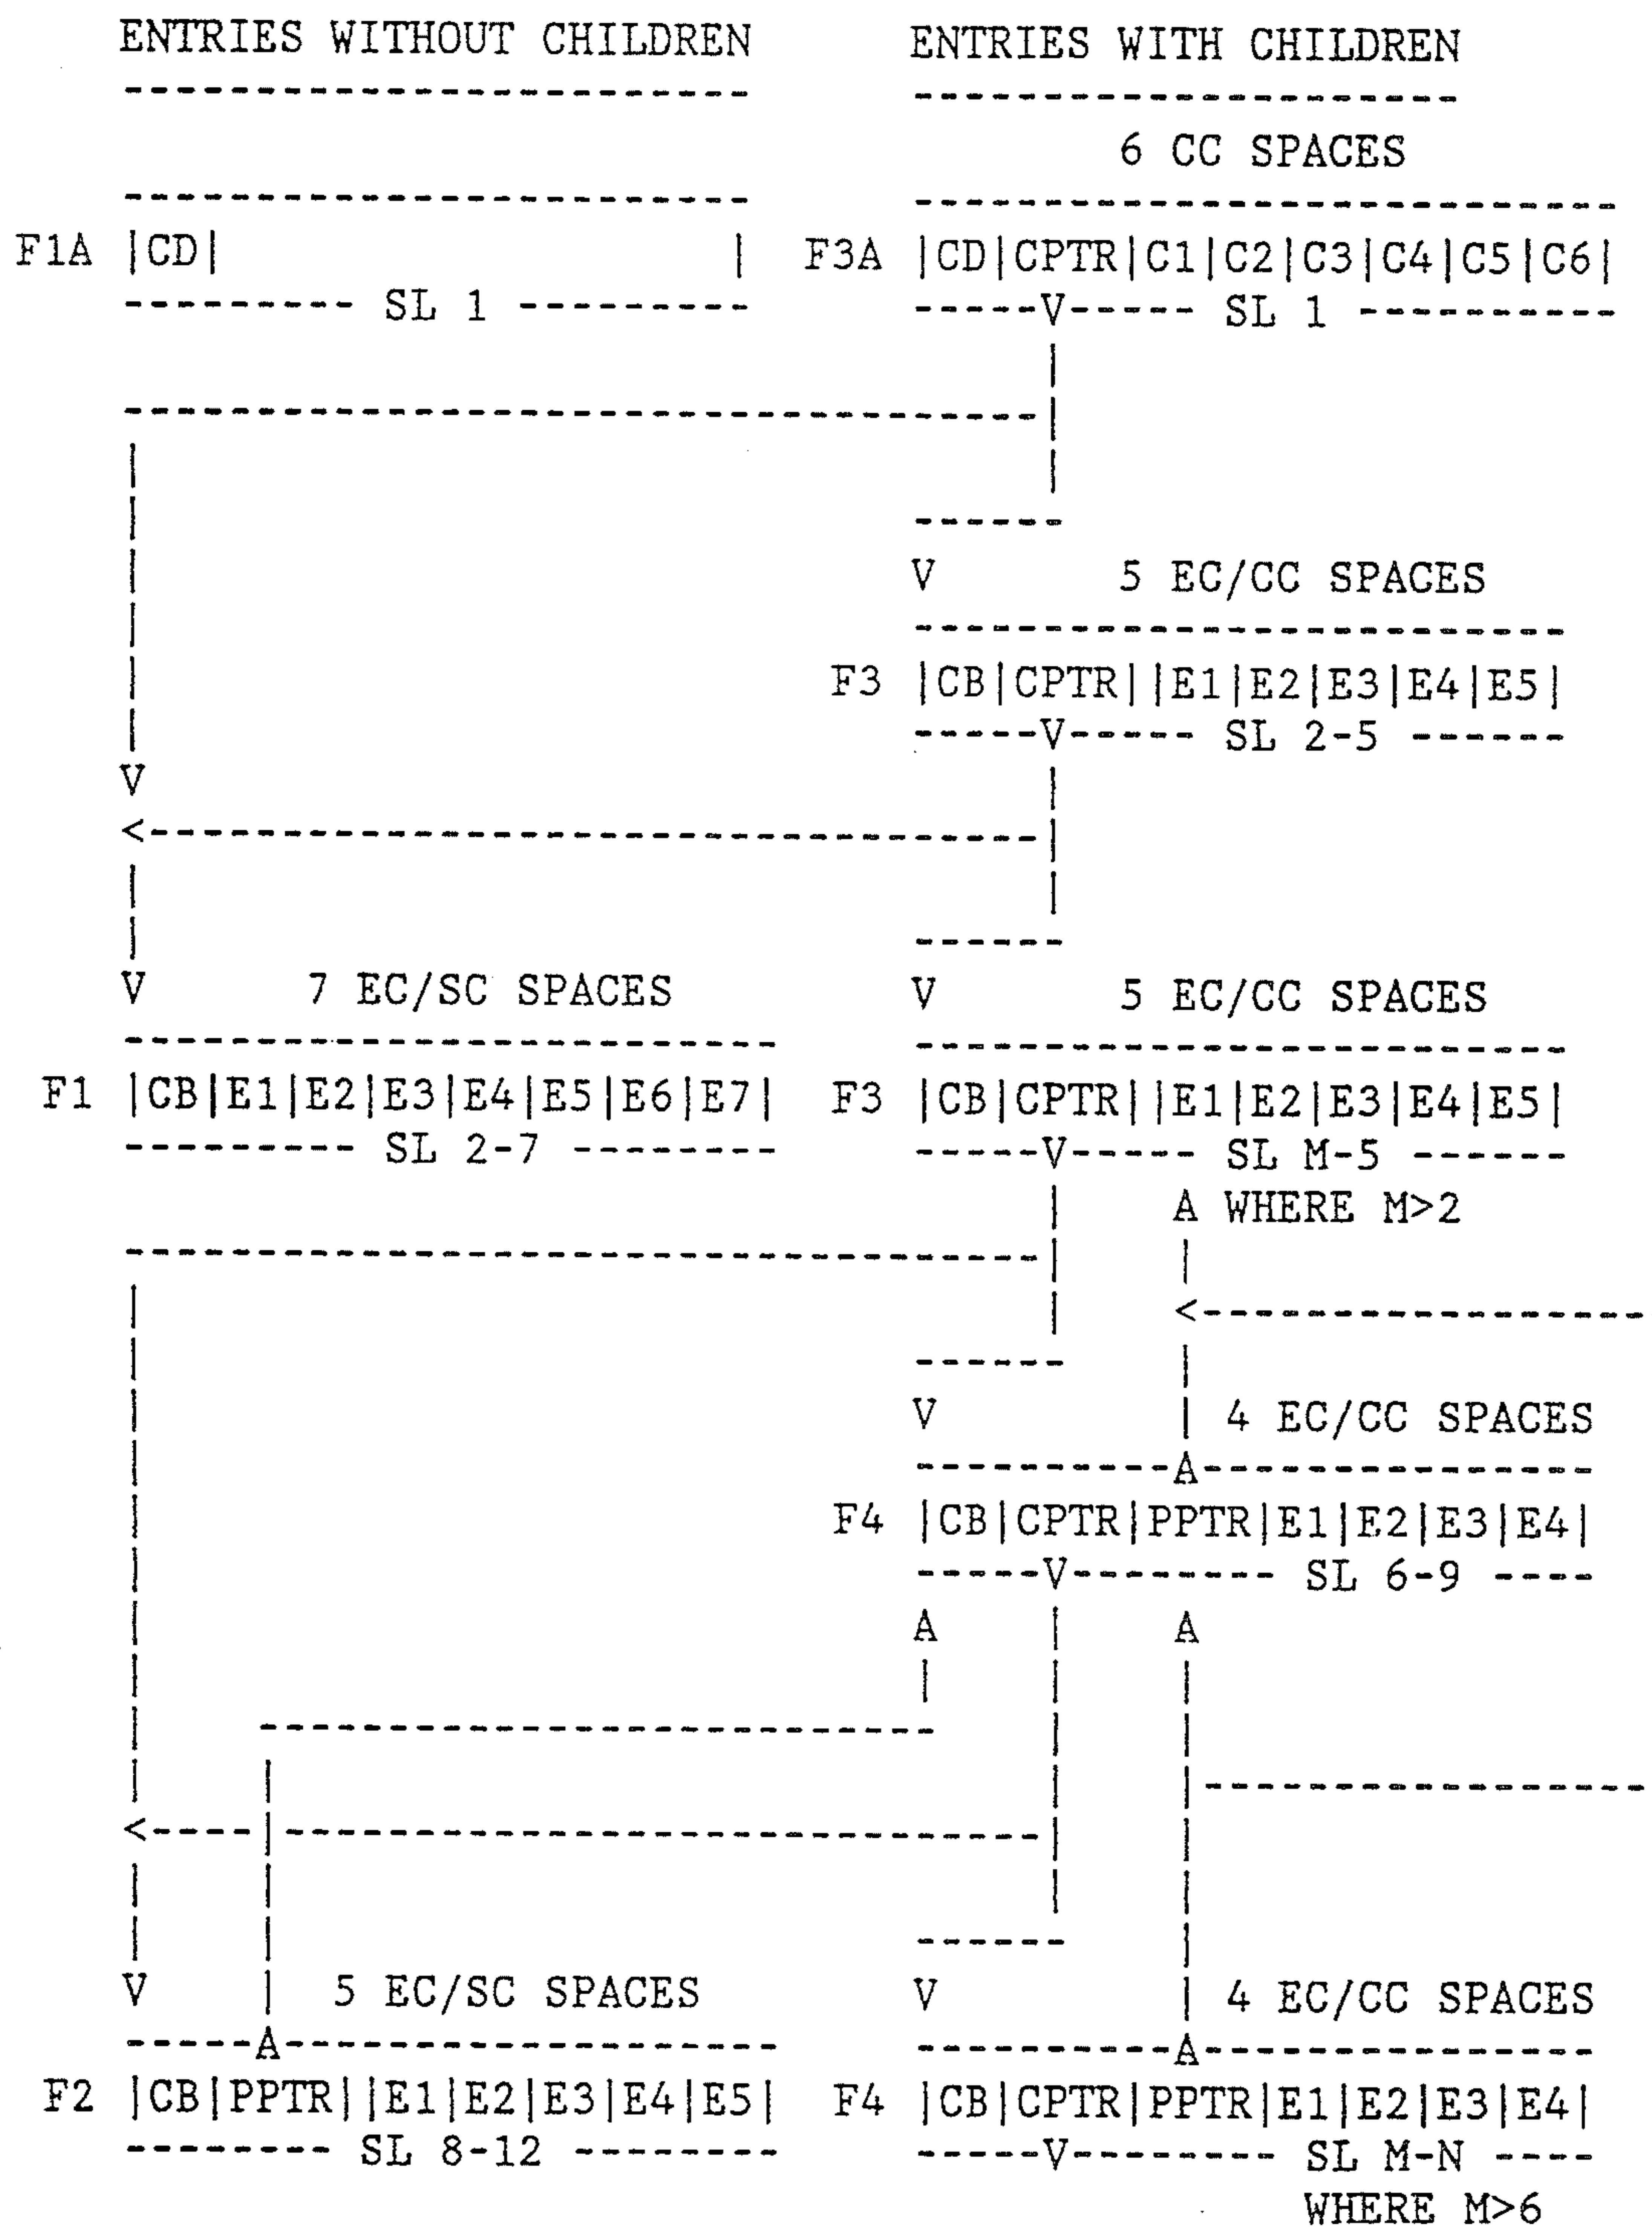 ENTRIES WITHOUT CHILDREN ENTRIES WITH CHILDREN
6 CC SPACES
F1A |CD| | F3A |CD|CPTR|C1|C2|C3|C4|C5|C6|
--------- SL 1 --------- -----V----- SL 1 ----------
V 5 EC/CC SPACES
F3 |CB|CPTR||E1|E2|E3|E4|E5|
-----V----- SL 2-5 ------
V
V 7 EC/SC SPACES V 5 EC/CC SPACES
F1 |CB|E1|E2|E3|E4|E5|E6|E7| F3 |CB|CPTR||E1|E2|E3|E4|E5|
--------- SL 2-7 -------- -----V----- SL M-5 ------
A WHERE M>2
V | 4 EC/CC SPACES
A
F4 |CB|CPTR|PPTR|E1|E2|E3|E4|
-----V--------- SL 6-9 ----
A | A
V | 5 EC/SC SPACES V | 4 EC/CC SPACES
A A
F2 |CB|PPTR||E1|E2|E3|E4|E5| F4 |CB|CPTR|PPTR|E1|E2|E3|E4|
-------- SL 8-12 -------- -----V--------- SL M-N ----
WHERE M>6